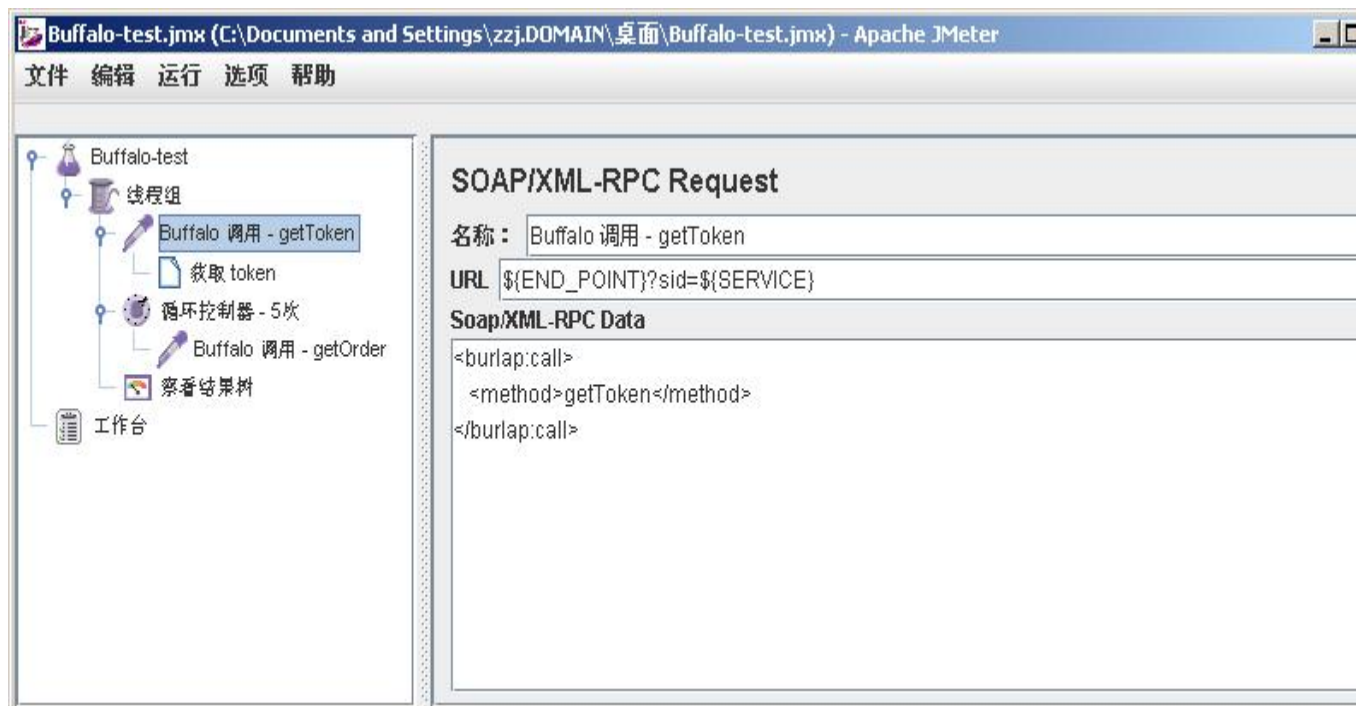 Buffalo-test.jmx (C:\Documents and Settings\zzj.DOMAIN\桌面\Buffalo-test.jmx) - Apache JMeter
文件 编辑 运行 选项 帮助
Buffalo-test
线程组
Buffalo 调用 - getToken
获取 token
循环控制器 - 5次
Buffalo 调用 - getOrder
察看结果树
工作台
SOAP/XML-RPC Request
名称： Buffalo 调用 - getToken
URL ${END_POINT}?sid=${SERVICE}
Soap/XML-RPC Data
<burlap:call>
<method>getToken</method>
</burlap:call>